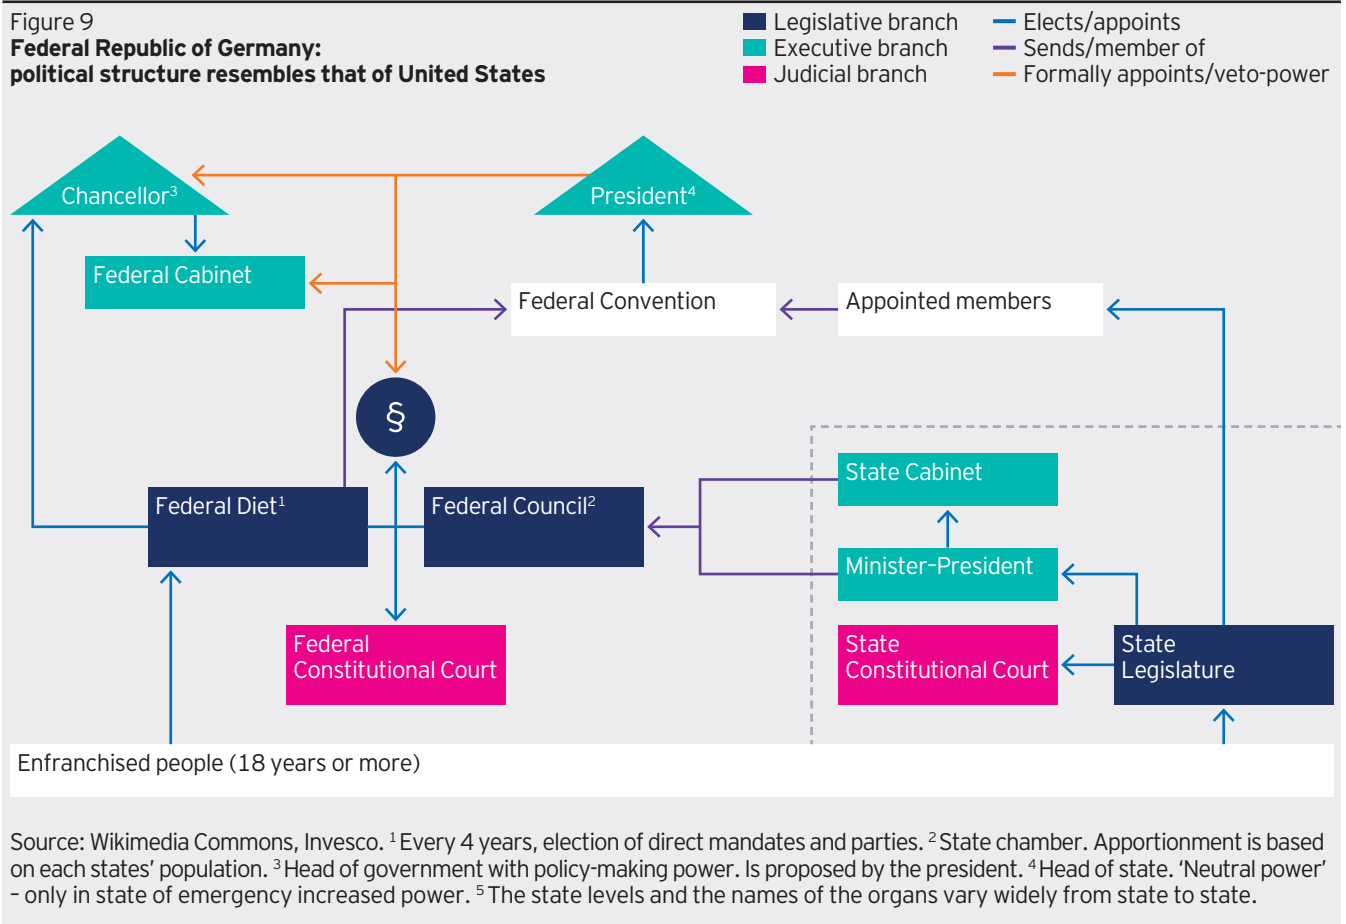 Figure 9
Federal Republic of Germany:
political structure resembles that of United States
Legislative branch
Executive branch
Judicial branch
Elects/appoints
Sends/member of
Formally appoints/veto-power
Chancellor³
President⁴
Federal Cabinet
Federal Convention
Appointed members
§
State Cabinet
Federal Diet¹
Federal Council²
Minister–President
Federal
Constitutional Court
State
Constitutional Court
State
Legislature
Enfranchised people (18 years or more)
Source: Wikimedia Commons, Invesco. ¹ Every 4 years, election of direct mandates and parties. ² State chamber. Apportionment is based
on each states’ population. ³ Head of government with policy-making power. Is proposed by the president. ⁴ Head of state. ‘Neutral power’
– only in state of emergency increased power. ⁵ The state levels and the names of the organs vary widely from state to state.